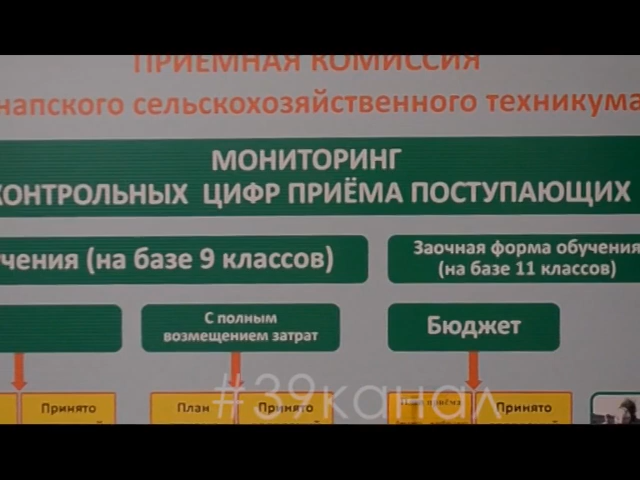 ПРИЁМНАЯ КОМИССИЯ
напского сельскохозяйственного техникума
МОНИТОРИНГ
КОНТРОЛЬНЫХ ЦИФР ПРИЁМА ПОСТУПАЮЩИХ
чения (на базе 9 классов)
Заочная форма обучения
(на базе 11 классов)
С полным
возмещением затрат
Бюджет
Принято
План
Принято
Принято
#39канал